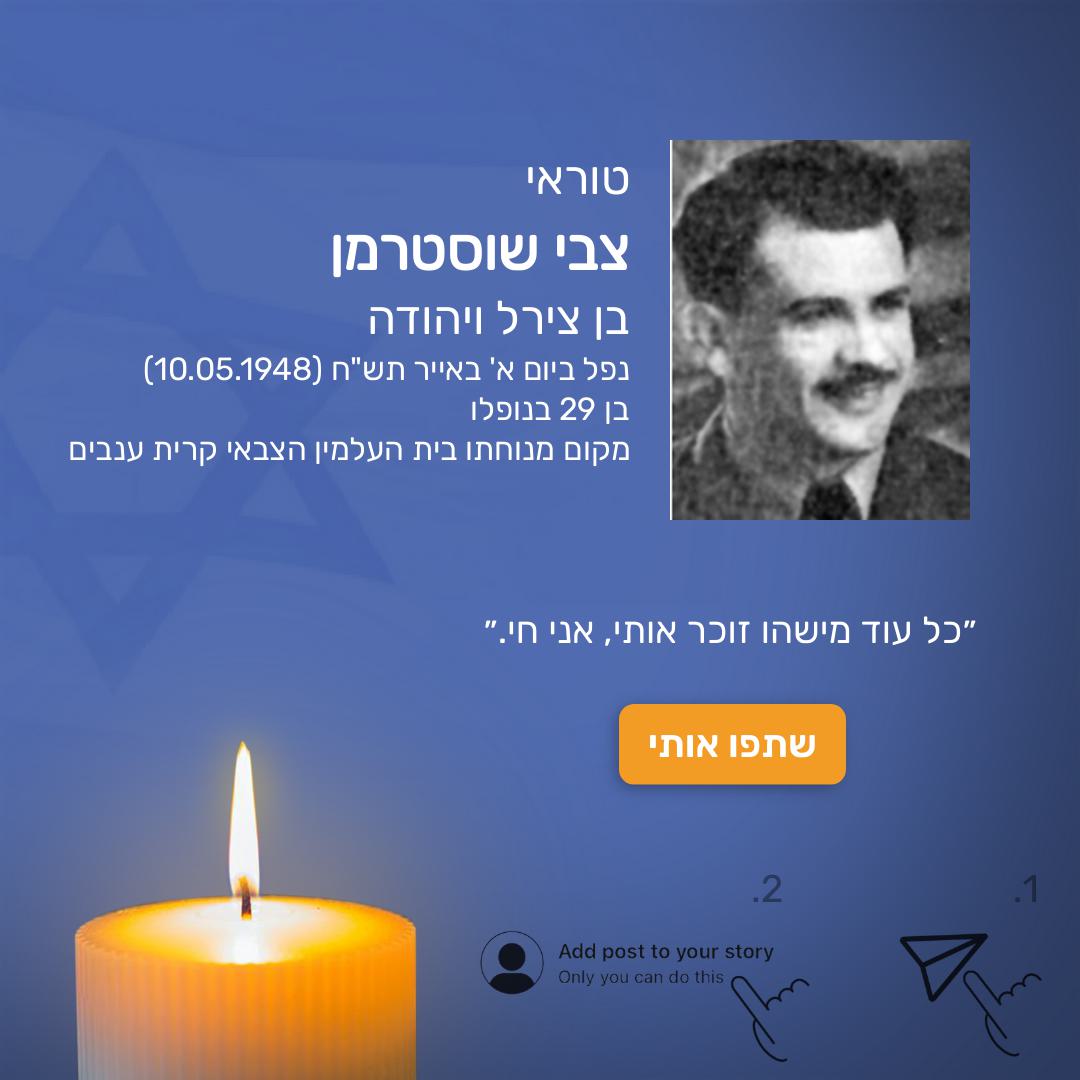 טוראי
צבי שוסטרמן
בן צירל ויהודה
נפל ביום א' באייר תש"ח (10.05.1948)
בן 29 בנופלו
מקום מנוחתו בית העלמין הצבאי קרית ענבים
״כל עוד מישהו זוכר אותי, אני חי.״
שתפו אותי
1.
2.
Add post to your story
Only you can do this